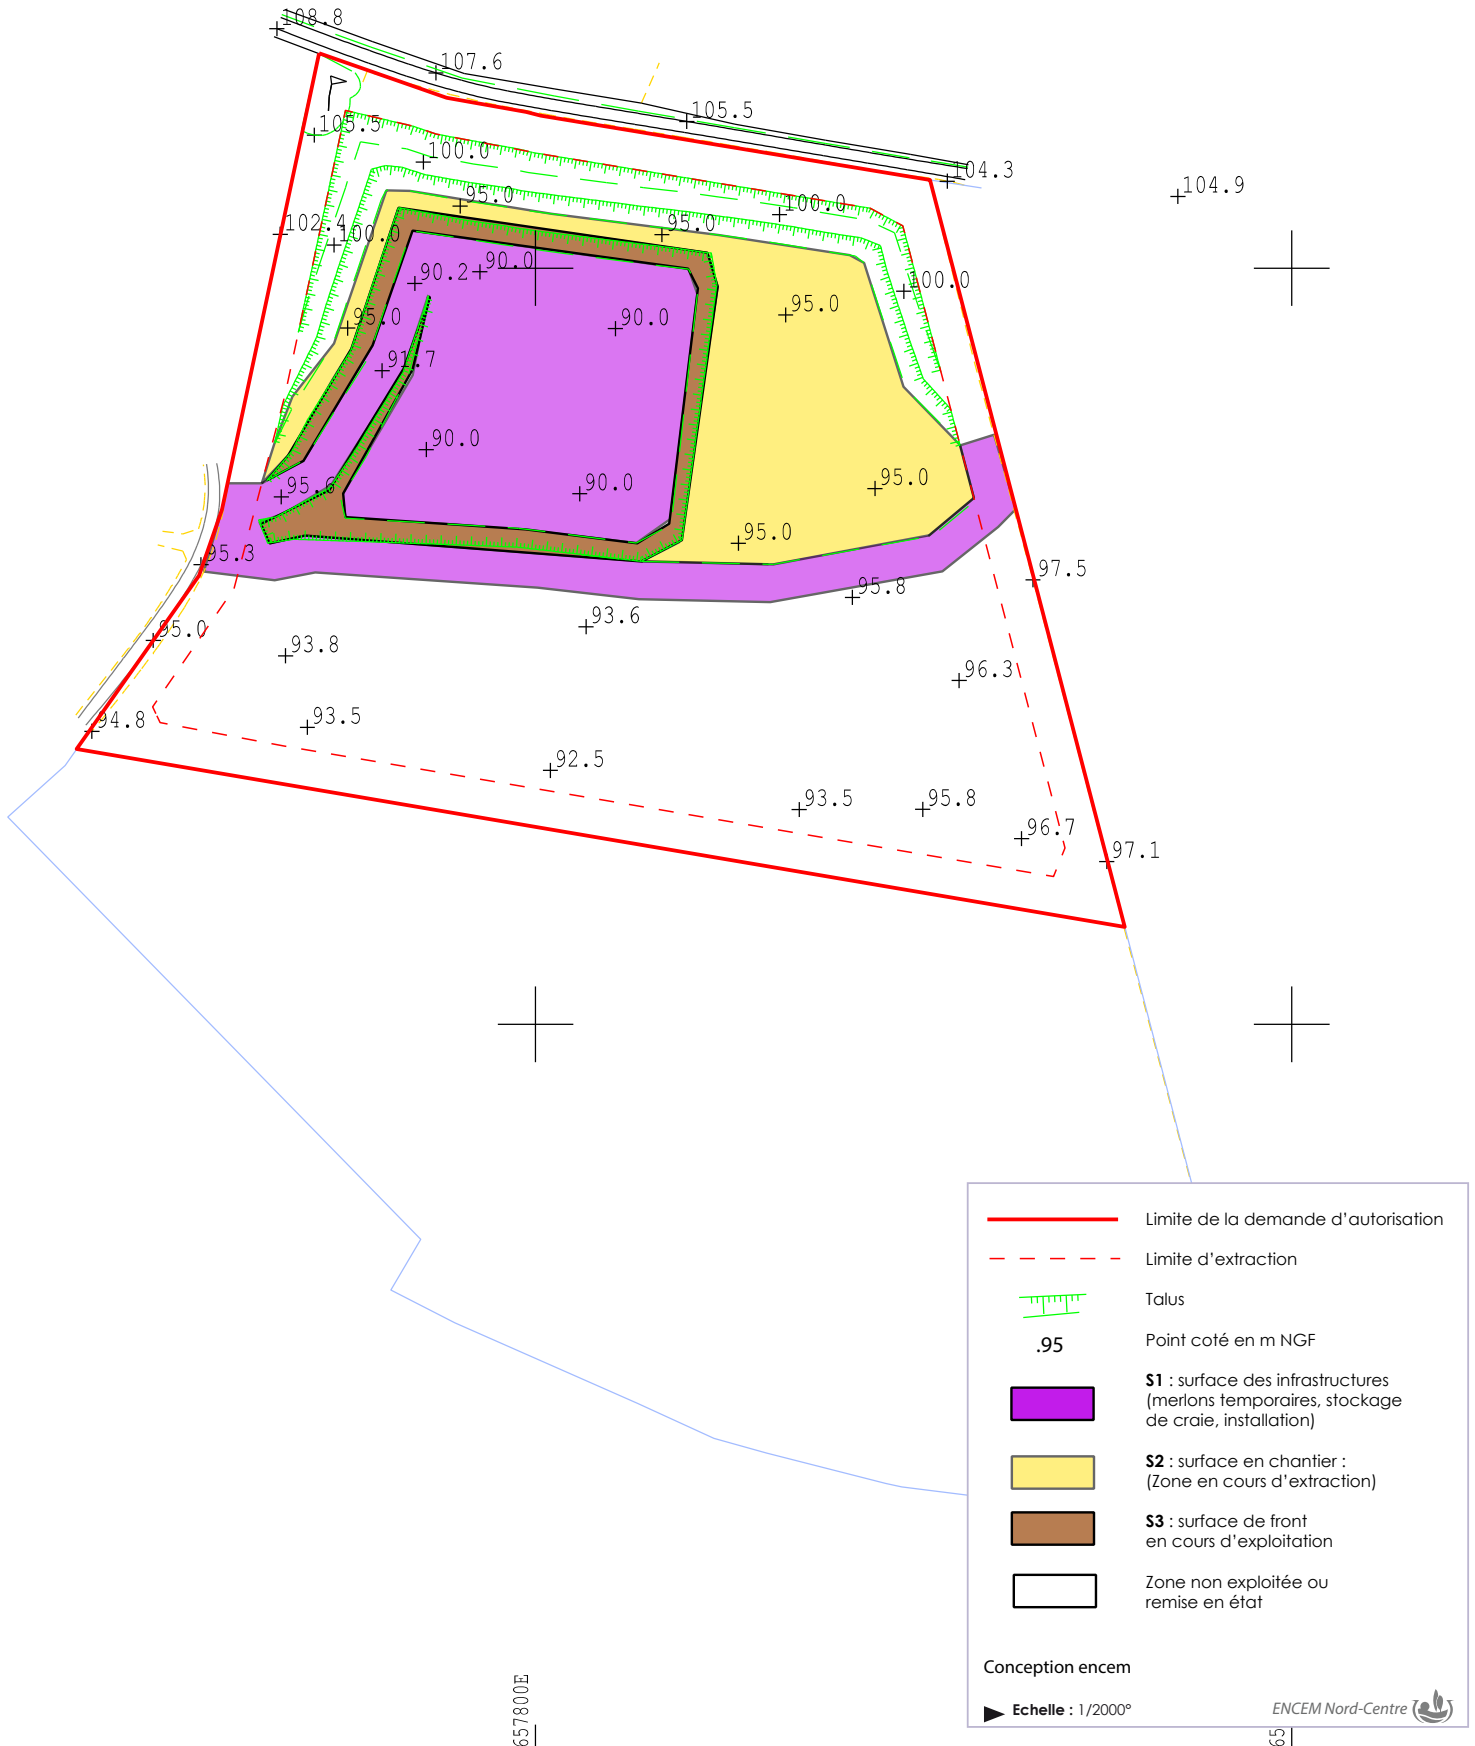 108.8
107.6
105.5
105.5
104.3
104.9
100.0
95.0
100.0
102.4
100.0
95.0
90.0
90.2
100.0
95.0
90.0
95.0
91.7
90.0
95.6
90.0
95.0
95.0
95.3
97.5
95.8
93.6
95.0
93.8
96.3
94.8
93.5
92.5
93.5
95.8
96.7
97.1
Limite de la demande d’autorisation
Limite d’extraction
Talus
.95
Point coté en m NGF
S1 : surface des infrastructures
(merlons temporaires, stockage
de craie, installation)
S2 : surface en chantier :
(Zone en cours d’extraction)
S3 : surface de front
en cours d’exploitation
Zone non exploitée ou
remise en état
Conception encem
Echelle : 1/2000°
ENCEM Nord-Centre
657800E
65